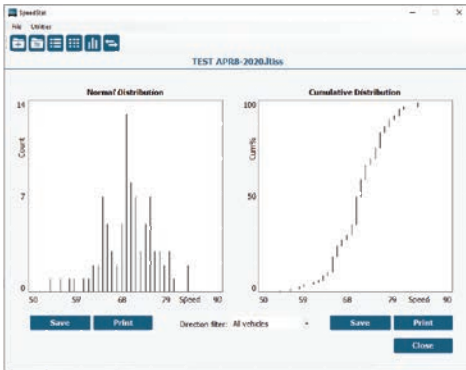 SpeedStat
File Utilities
TEST APR8-2020.ltiss
Normal Distribution
14
Count
7
0
50 59 68 79 Speed 90
Cumulative Distribution
100
Cum%
50
0
50 59 68 79 Speed 90
Save Print Direction filter: All vehicles Save Print
Close